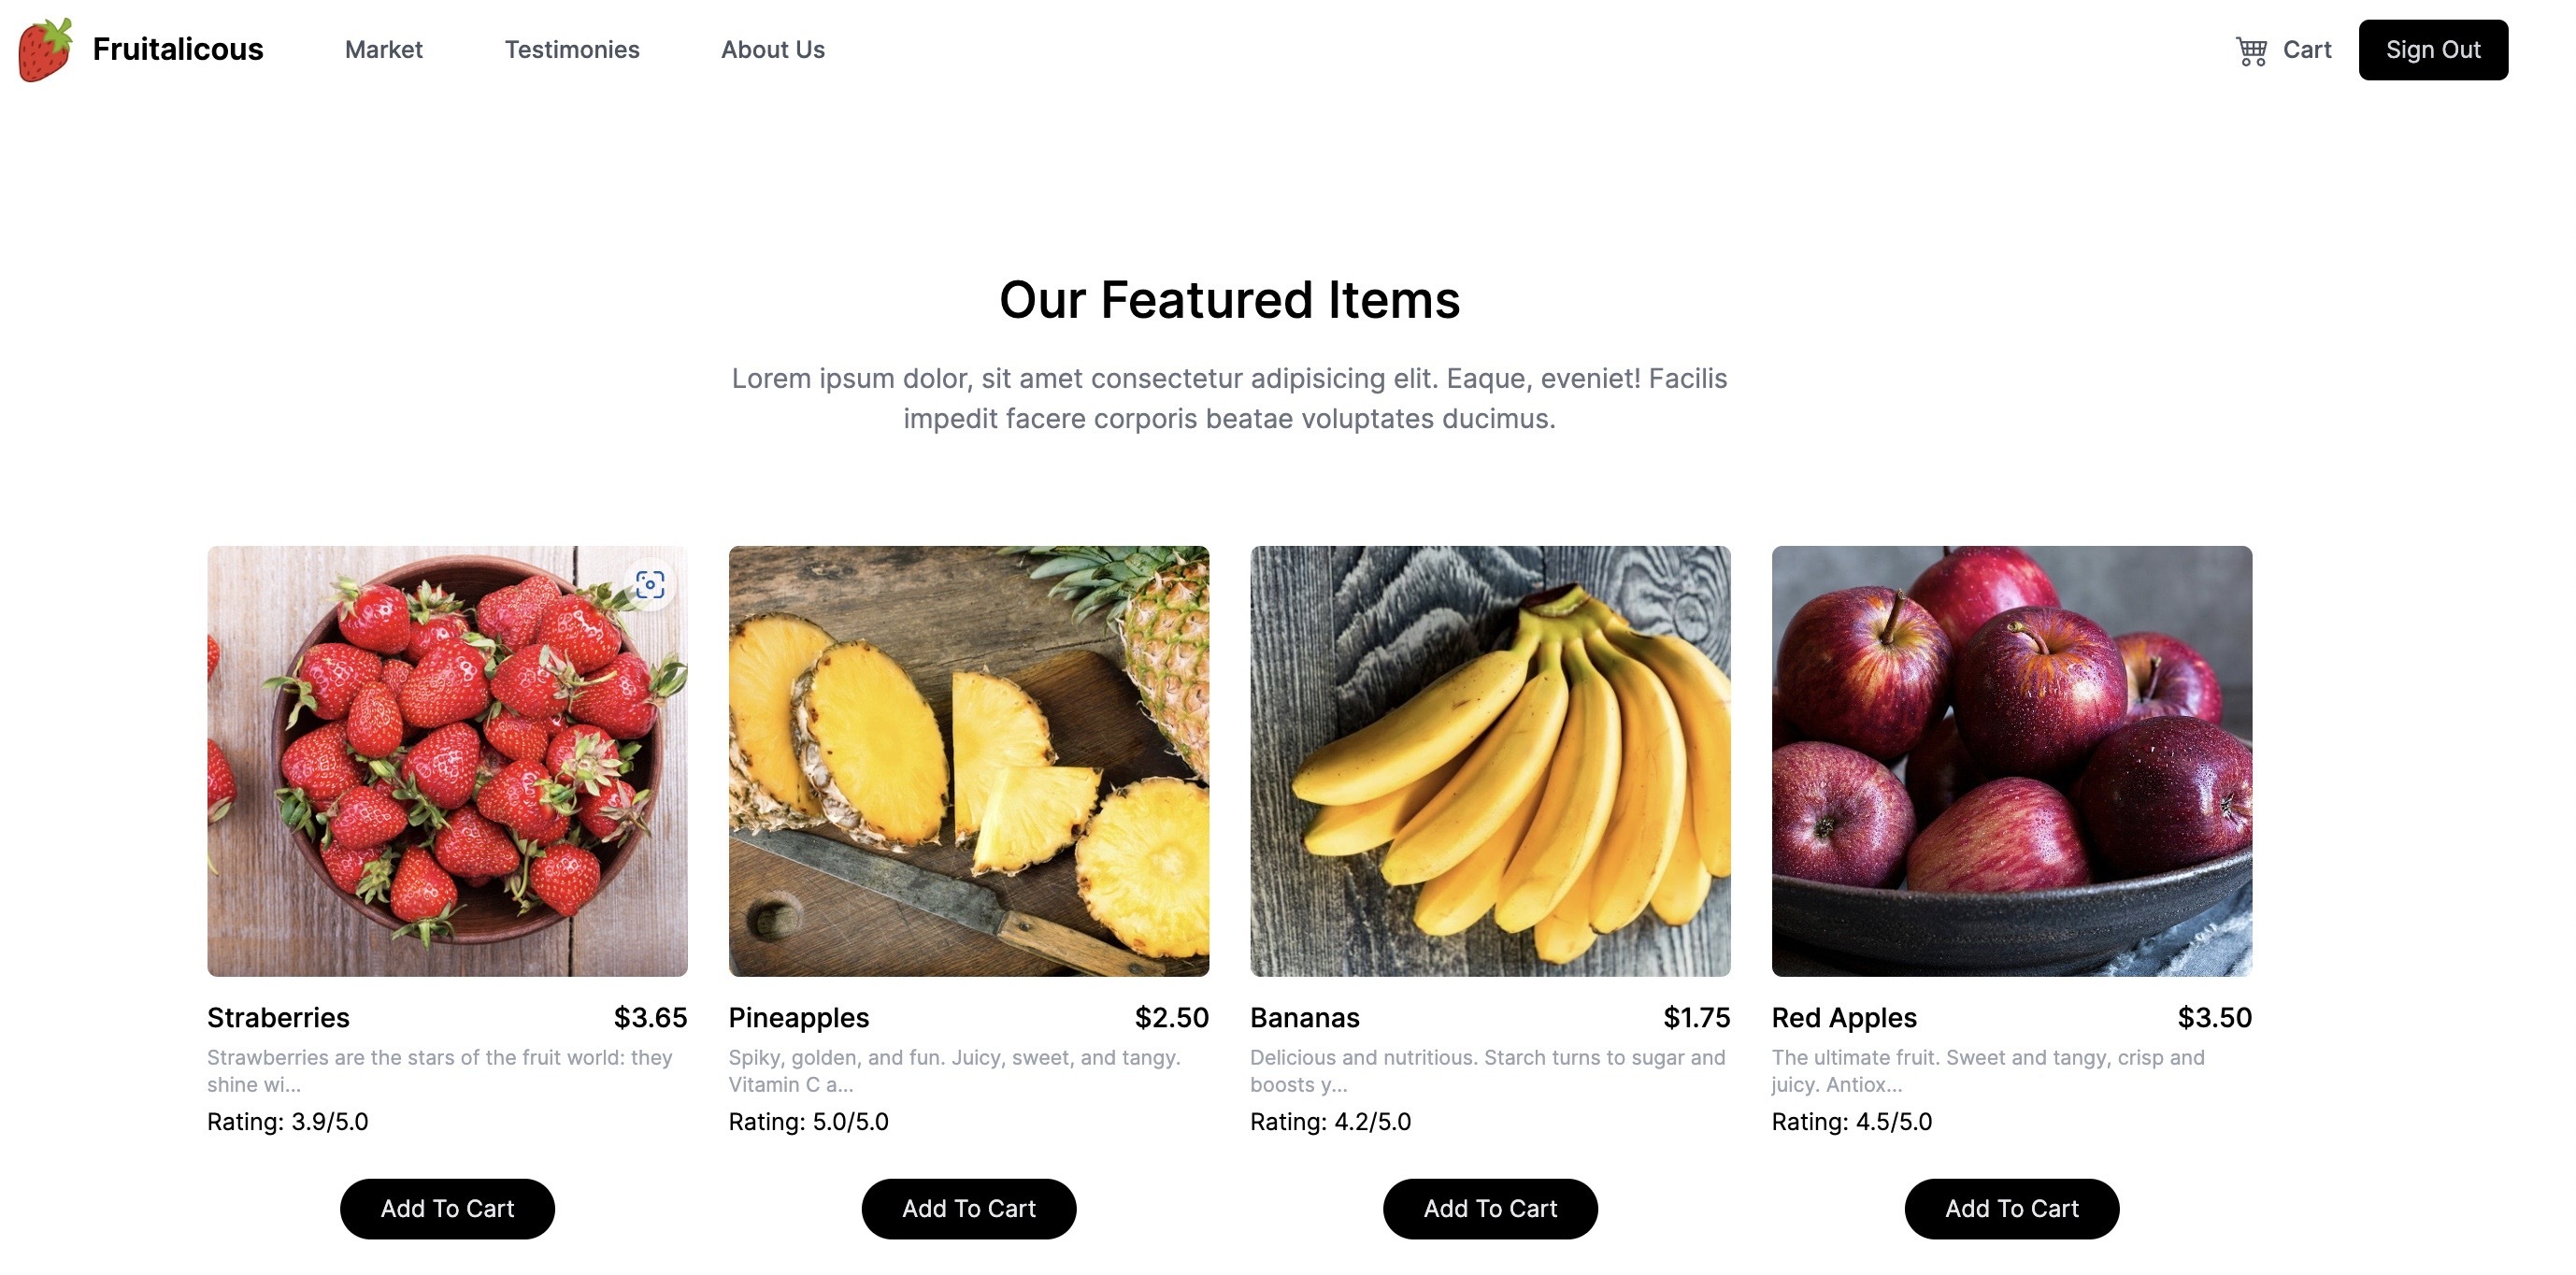 Fruitalicous
Market
Testimonies
About Us
Cart
Sign Out
Our Featured Items
Lorem ipsum dolor, sit amet consectetur adipisicing elit. Eaque, eveniet! Facilis
impedit facere corporis beatae voluptates ducimus.
Straberries $3.65
Strawberries are the stars of the fruit world: they
shine wi...
Rating: 3.9/5.0
Add To Cart
Pineapples $2.50
Spiky, golden, and fun. Juicy, sweet, and tangy.
Vitamin C a...
Rating: 5.0/5.0
Add To Cart
Bananas $1.75
Delicious and nutritious. Starch turns to sugar and
boosts y...
Rating: 4.2/5.0
Add To Cart
Red Apples $3.50
The ultimate fruit. Sweet and tangy, crisp and
juicy. Antiox...
Rating: 4.5/5.0
Add To Cart